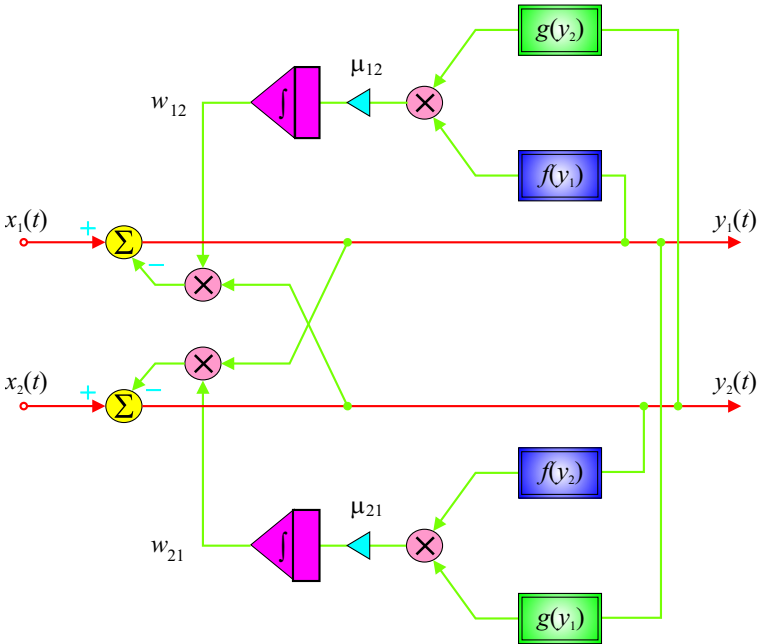 g(y₂)
μ₁₂
w₁₂
∫
×
f(y₁)
x₁(t)
+
Σ
y₁(t)
−
×
×
x₂(t)
+
−
Σ
y₂(t)
f(y₂)
μ₂₁
w₂₁
∫
×
g(y₁)